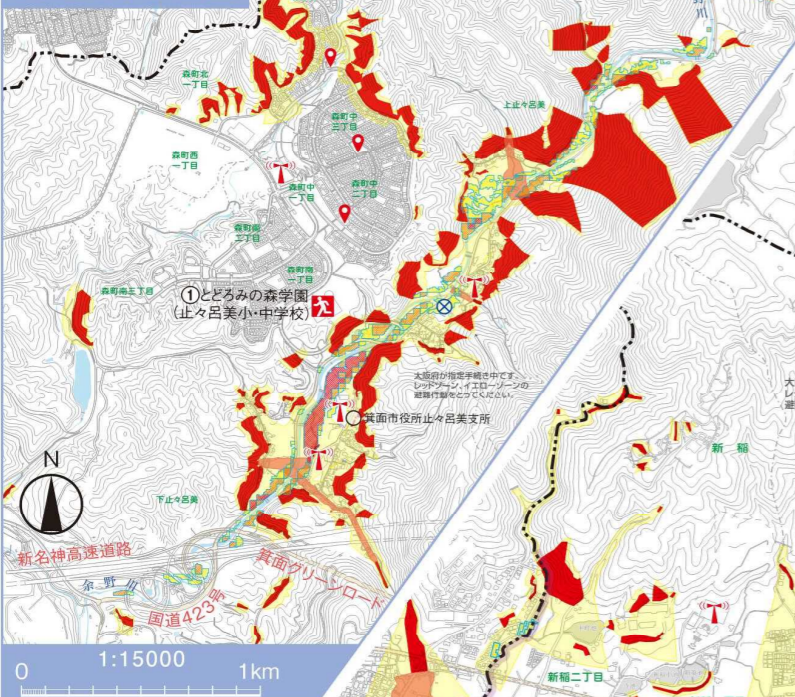 森町北
一丁目
森町中
三丁目
上止々呂美
森町西
一丁目
森町中
一丁目
森町中
二丁目
森町南
二丁目
森町南
一丁目
森町南三丁目
①とどろみの森学園
(止々呂美小・中学校)
大阪府が指定手続き中です。
レッドゾーン、イエローゾーンの
避難行動をとってください。
箕面市役所止々呂美支所
大
レ
避
新稲
N
下止々呂美
新名神高速道路
余野川
国道423号
箕面グリーンロード
新稲二丁目
1:15000
0
1km